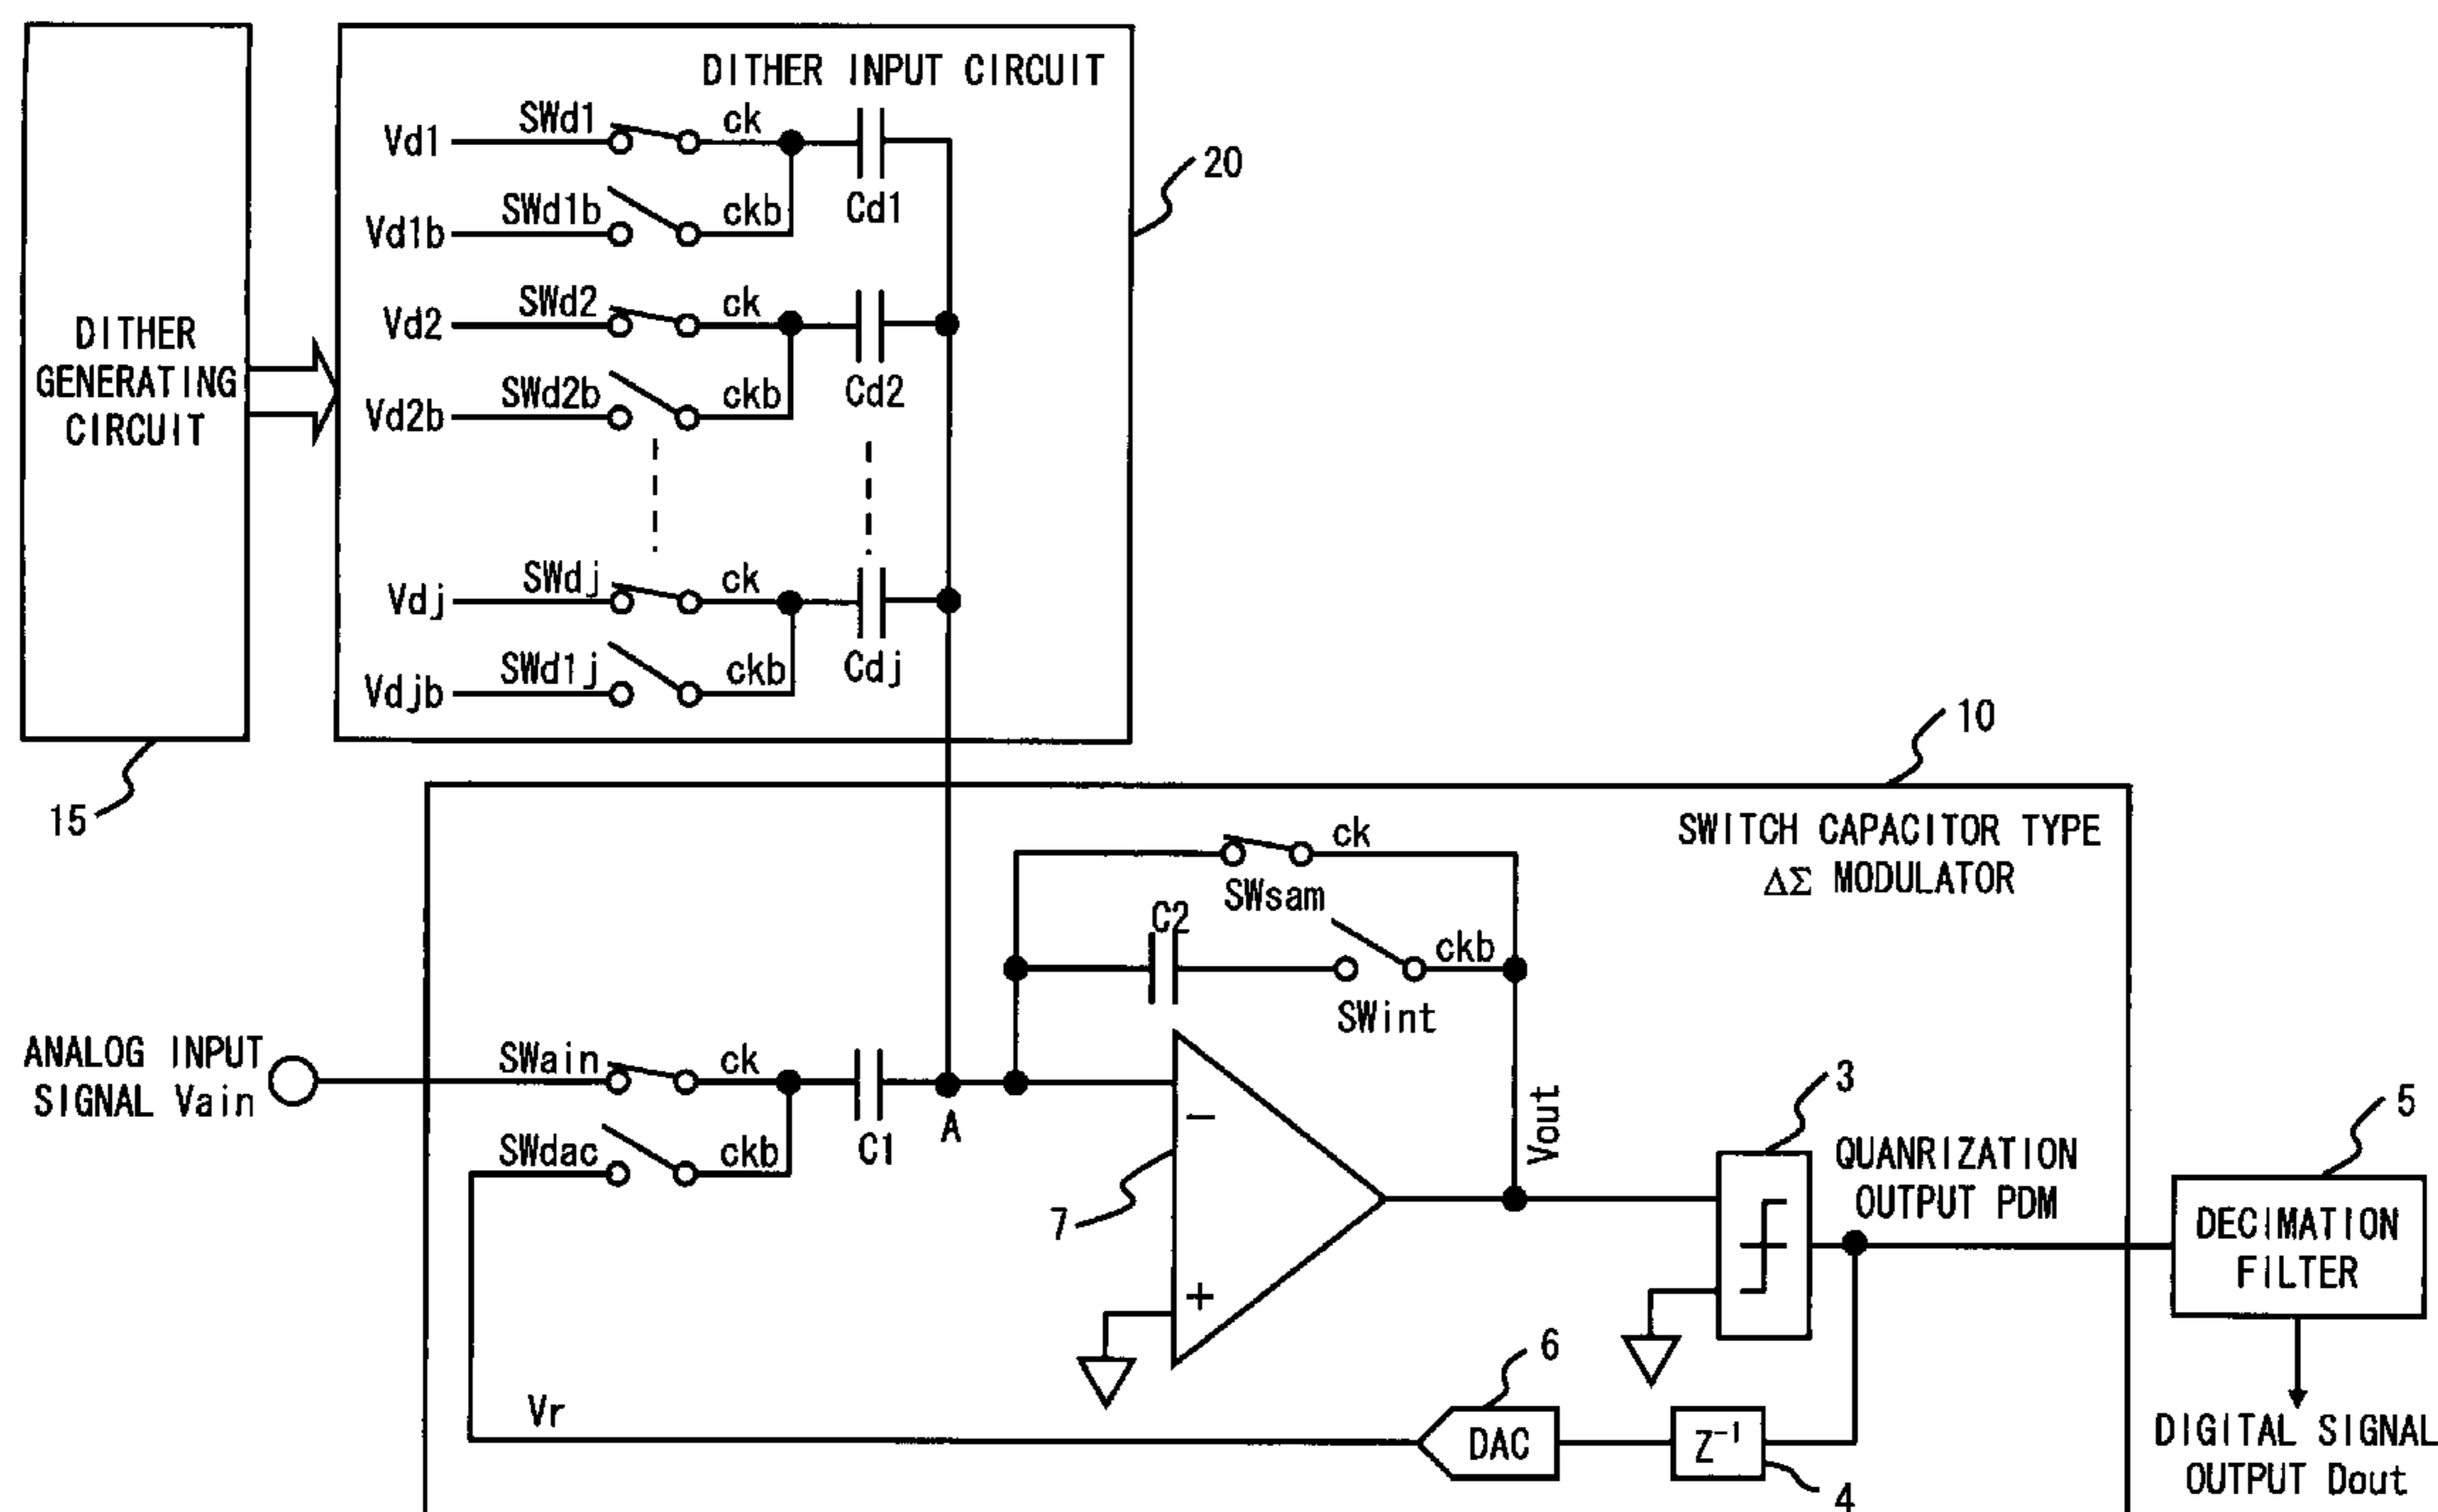 DITHER
GENERATING
CIRCUIT
15
DITHER INPUT CIRCUIT
20
Vd1
SWd1
ck
Cd1
Vd1b
SWd1b
ckb
Vd2
SWd2
ck
Cd2
Vd2b
SWd2b
ckb
Vdj
SWdj
ck
Cdj
Vdjb
SWd1j
ckb
10
SWITCH CAPACITOR TYPE
ΔΣ MODULATOR
ck
SWsam
C2
ckb
SWint
ANALOG INPUT
SIGNAL Vain
SWain
ck
C1
A
SWdac
ckb
−
+
7
Vout
3
QUANRIZATION
OUTPUT PDM
5
DECIMATION
FILTER
Vr
6
DAC
Z⁻¹
4
DIGITAL SIGNAL
OUTPUT Dout